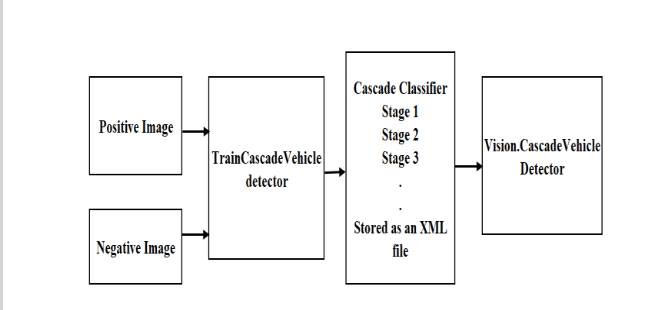 Positive Image
Negative Image
TrainCascadeVehicle
detector
Cascade Classifier
Stage 1
Stage 2
Stage 3
.
.
Stored as an XML
file
Vision.CascadeVehicle
Detector